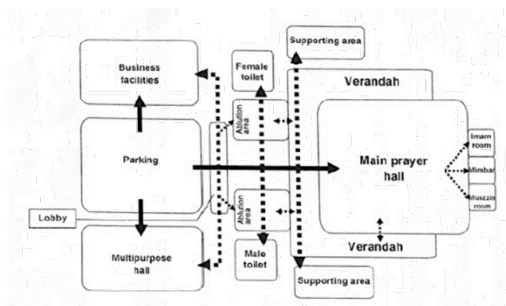 Supporting area
Business
facilities
Female
toilet
Verandah
Ablution
area
Parking
Main prayer
hall
Imam
room
Mimbar
Muizzin
room
Ablution
area
Lobby
Multipurpose
hall
Male
toilet
Verandah
Supporting area